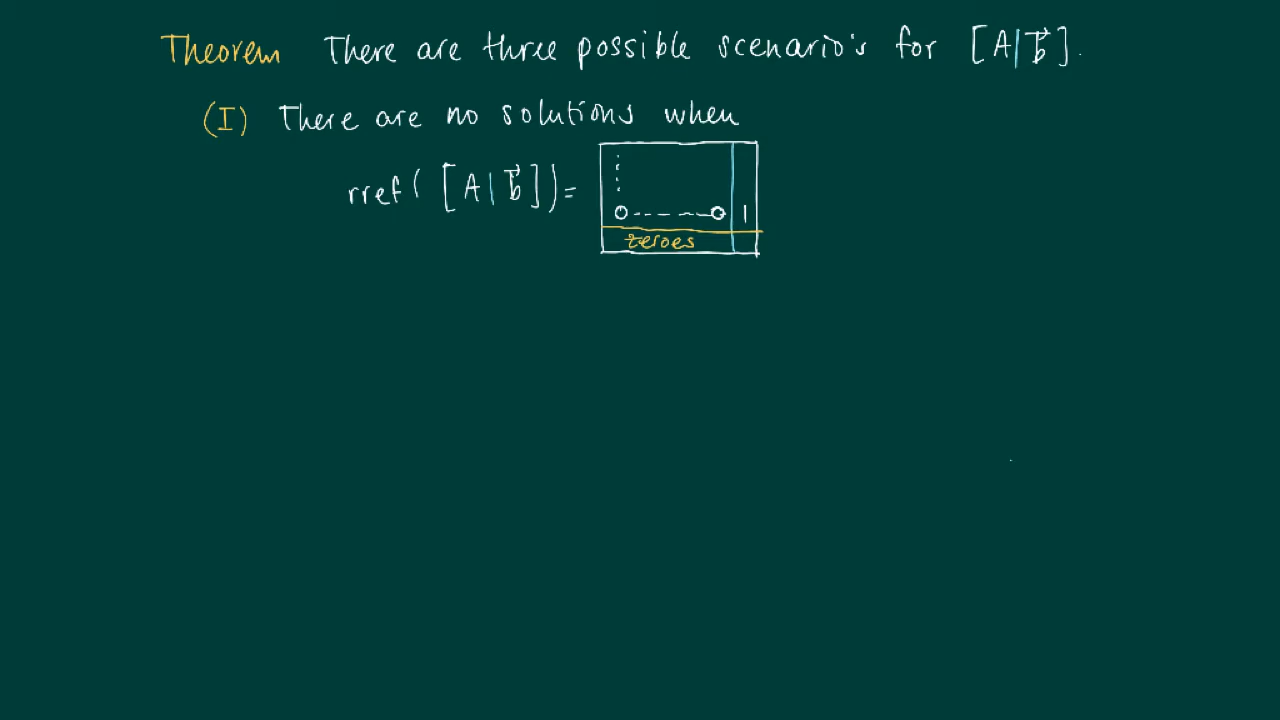 Theorem There are three possible scenario's for [A|b⃗].
(I) There are no solutions when
rref([A|b⃗])=
0-----0 1
zeroes